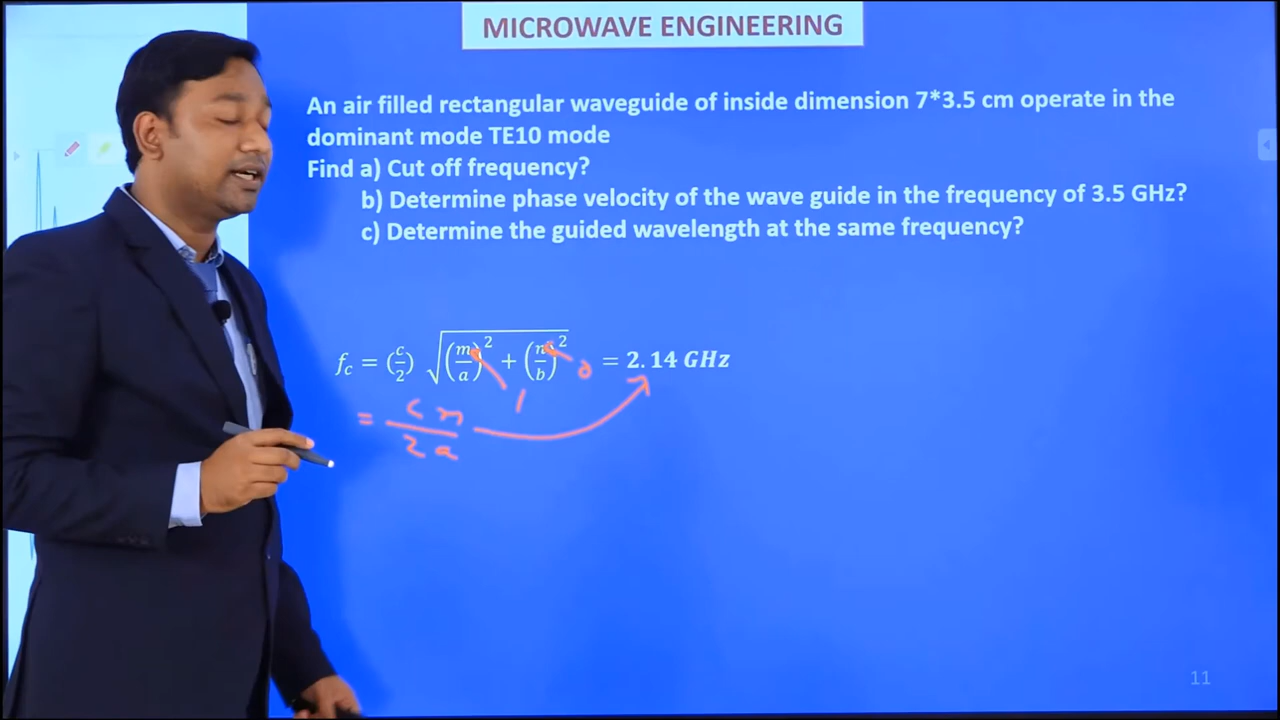 MICROWAVE ENGINEERING
An air filled rectangular waveguide of inside dimension 7*3.5 cm operate in the
dominant mode TE10 mode
Find a) Cut off frequency?
b) Determine phase velocity of the wave guide in the frequency of 3.5 GHz?
c) Determine the guided wavelength at the same frequency?
f_c = (c/2) √((m/a)² + (n/b)²) = 2.14 GHz
1 0
= cm/2a
11